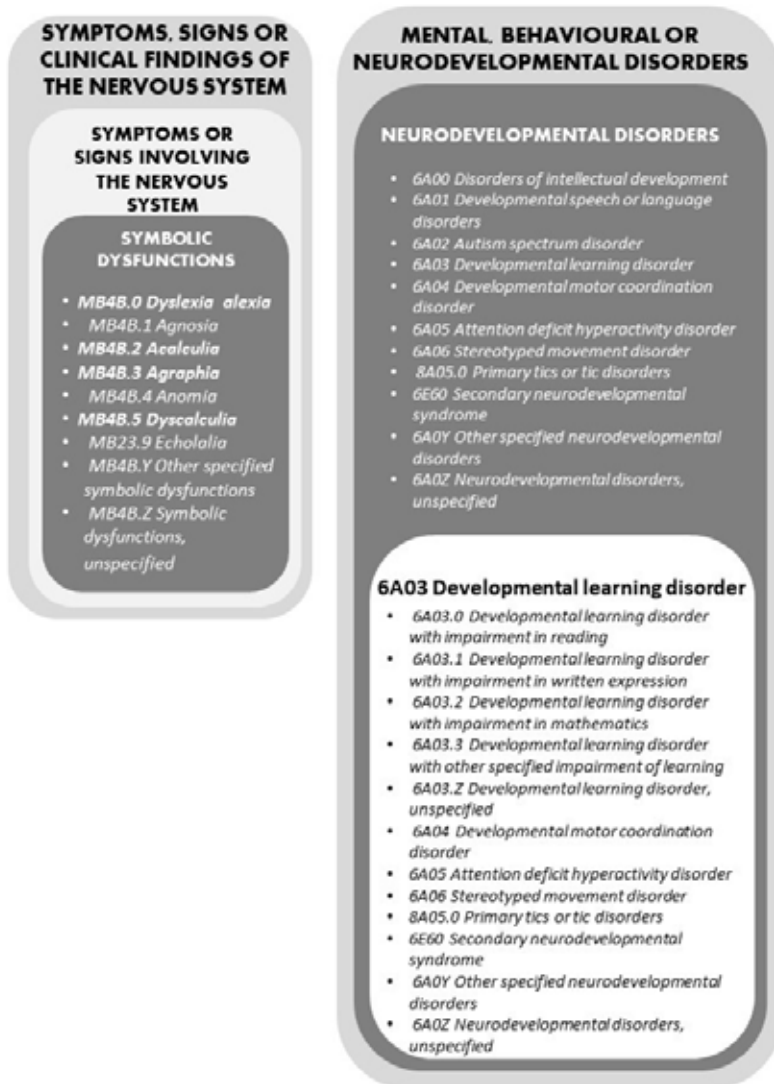 SYMPTOMS, SIGNS OR
CLINICAL FINDINGS OF
THE NERVOUS SYSTEM
SYMPTOMS OR
SIGNS INVOLVING
THE NERVOUS
SYSTEM
SYMBOLIC
DYSFUNCTIONS
• MB4B.0 Dyslexia alexia
• MB4B.1 Agnosia
• MB4B.2 Acalculia
• MB4B.3 Agraphia
• MB4B.4 Anomia
• MB4B.5 Dyscalculia
• MB23.9 Echolalia
• MB4B.Y Other specified
symbolic dysfunctions
• MB4B.Z Symbolic
dysfunctions,
unspecified
MENTAL, BEHAVIOURAL OR
NEURODEVELOPMENTAL DISORDERS
NEURODEVELOPMENTAL DISORDERS
• 6A00 Disorders of intellectual development
• 6A01 Developmental speech or language
disorders
• 6A02 Autism spectrum disorder
• 6A03 Developmental learning disorder
• 6A04 Developmental motor coordination
disorder
• 6A05 Attention deficit hyperactivity disorder
• 6A06 Stereotyped movement disorder
• 8A05.0 Primary tics or tic disorders
• 6E60 Secondary neurodevelopmental
syndrome
• 6A0Y Other specified neurodevelopmental
disorders
• 6A0Z Neurodevelopmental disorders,
unspecified
6A03 Developmental learning disorder
• 6A03.0 Developmental learning disorder
with impairment in reading
• 6A03.1 Developmental learning disorder
with impairment in written expression
• 6A03.2 Developmental learning disorder
with impairment in mathematics
• 6A03.3 Developmental learning disorder
with other specified impairment of learning
• 6A03.Z Developmental learning disorder,
unspecified
• 6A04 Developmental motor coordination
disorder
• 6A05 Attention deficit hyperactivity disorder
• 6A06 Stereotyped movement disorder
• 8A05.0 Primary tics or tic disorders
• 6E60 Secondary neurodevelopmental
syndrome
• 6A0Y Other specified neurodevelopmental
disorders
• 6A0Z Neurodevelopmental disorders,
unspecified